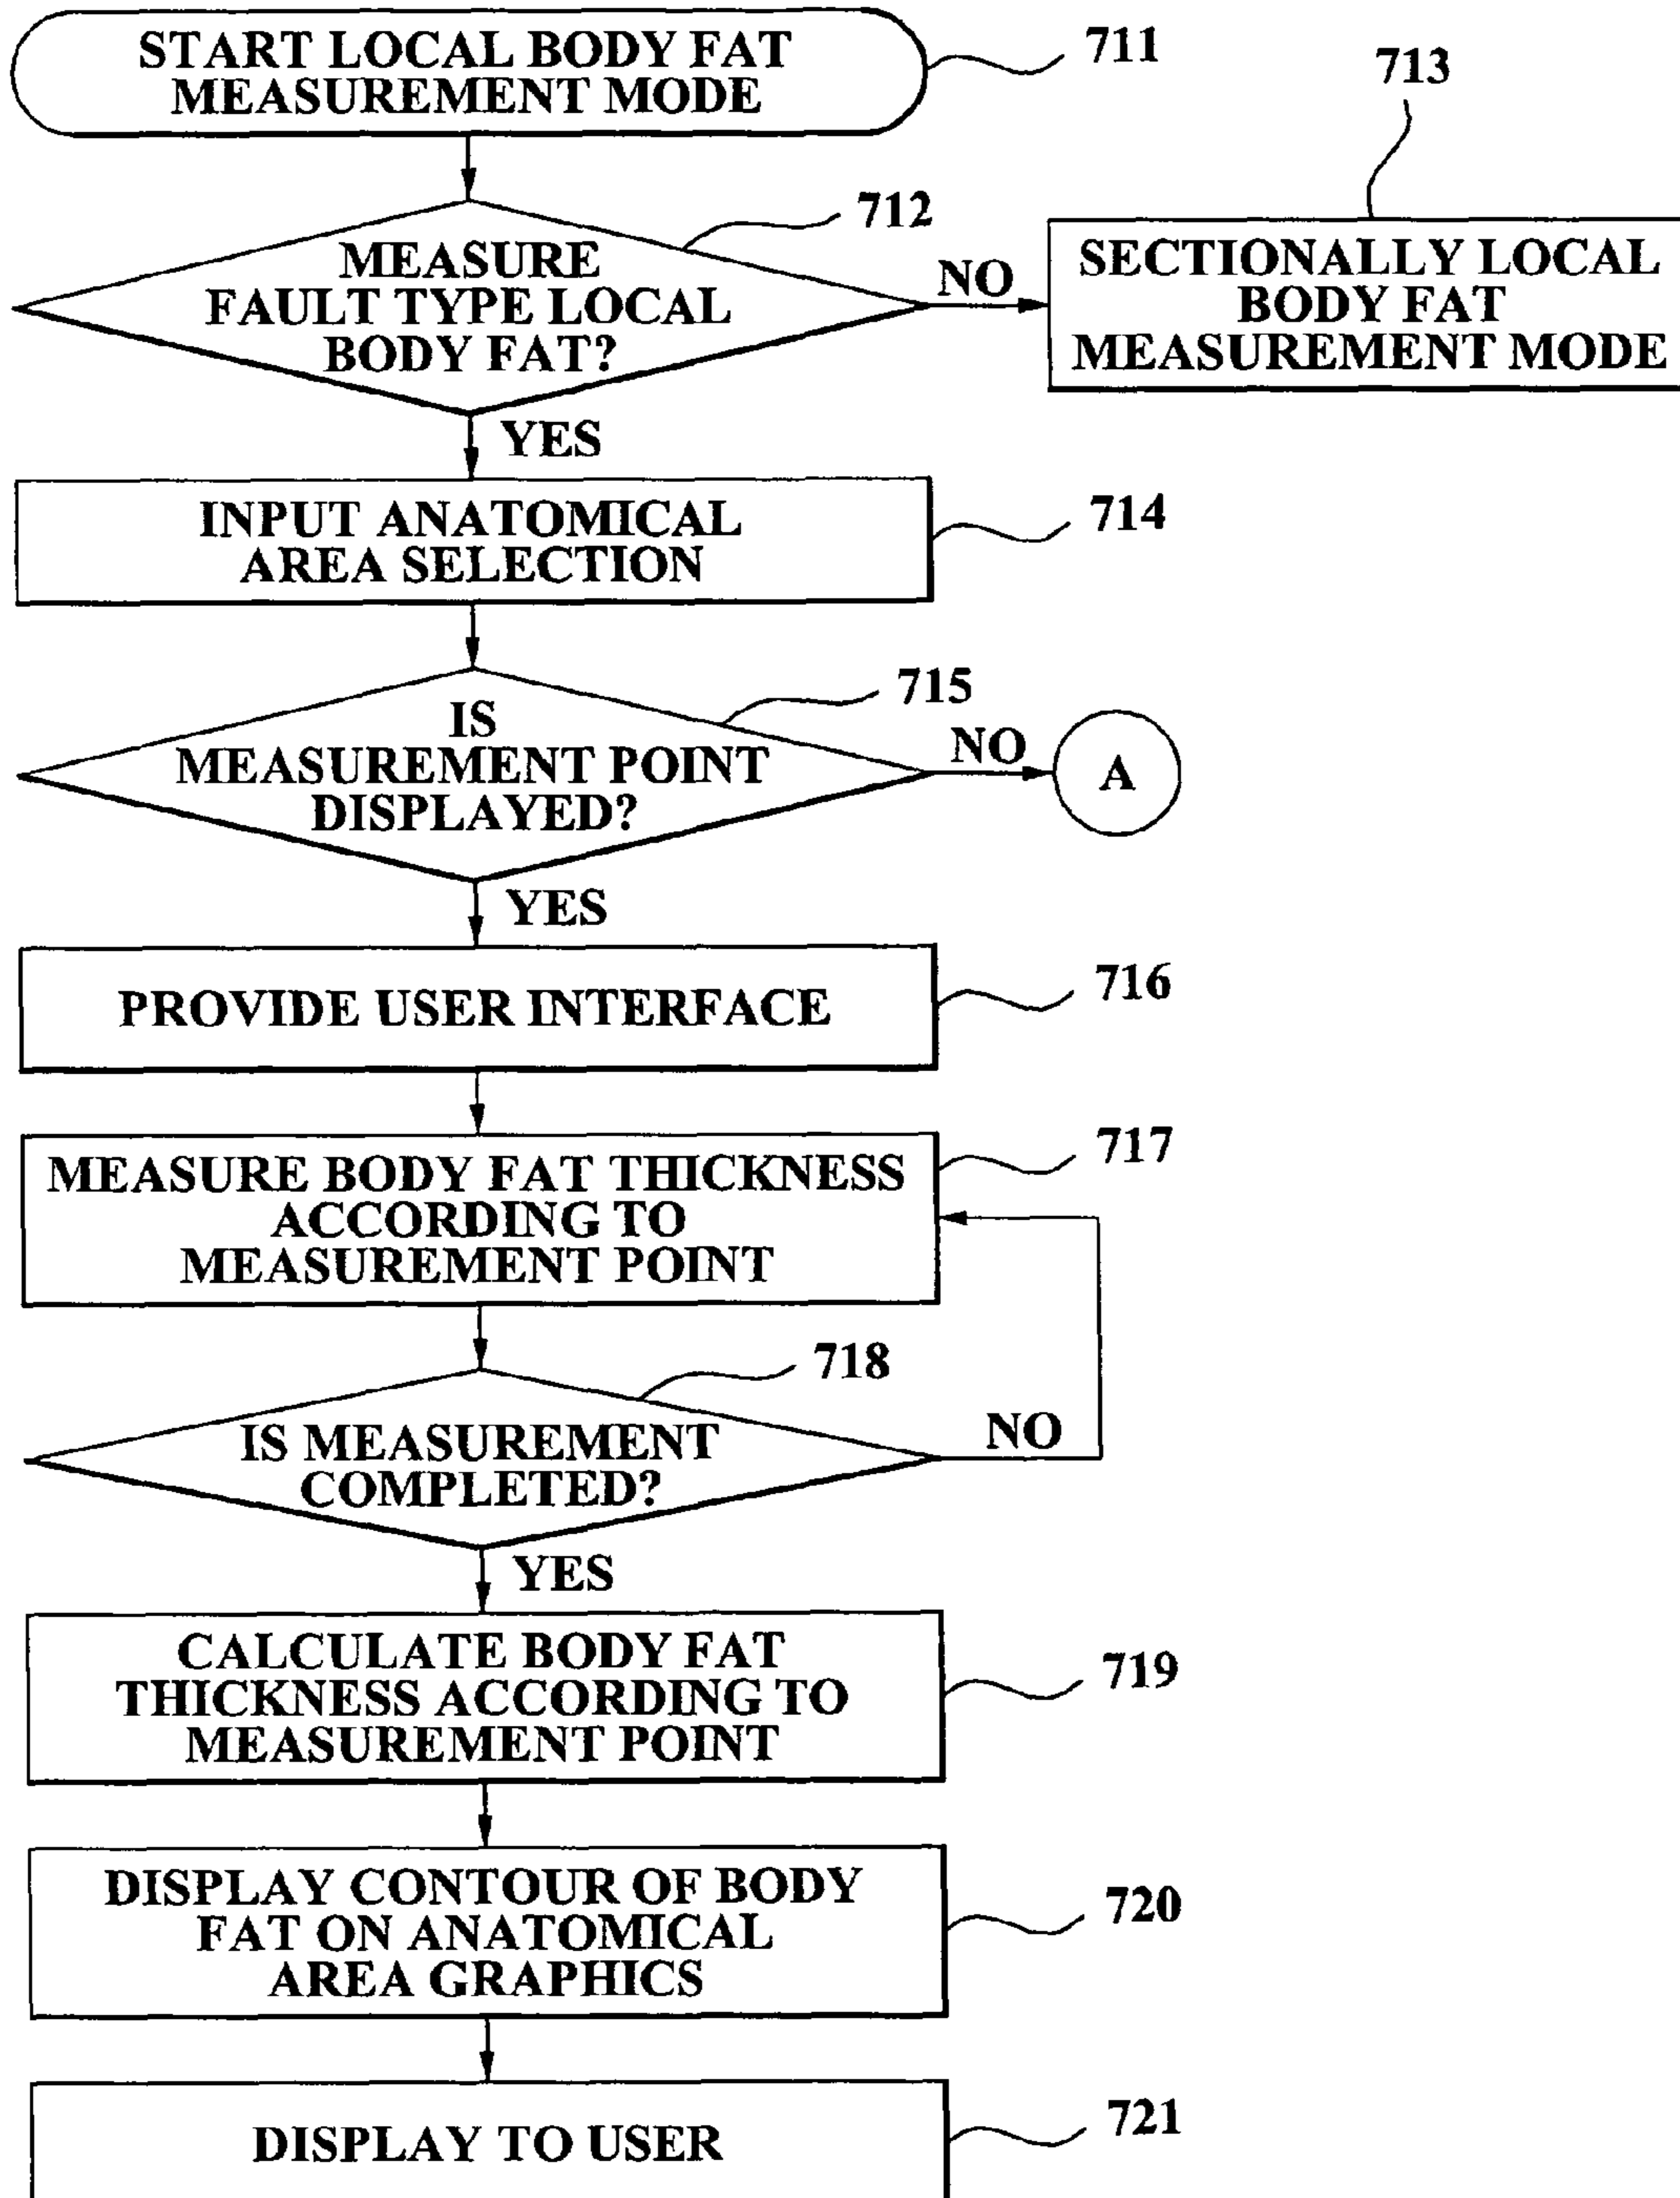 START LOCAL BODY FAT
MEASUREMENT MODE
711
713
712
MEASURE
FAULT TYPE LOCAL
BODY FAT?
NO
SECTIONALLY LOCAL
BODY FAT
MEASUREMENT MODE
YES
INPUT ANATOMICAL
AREA SELECTION
714
715
IS
MEASUREMENT POINT
DISPLAYED?
NO
A
YES
PROVIDE USER INTERFACE
716
MEASURE BODY FAT THICKNESS
ACCORDING TO
MEASUREMENT POINT
717
718
IS MEASUREMENT
COMPLETED?
NO
YES
CALCULATE BODY FAT
THICKNESS ACCORDING TO
MEASUREMENT POINT
719
DISPLAY CONTOUR OF BODY
FAT ON ANATOMICAL
AREA GRAPHICS
720
DISPLAY TO USER
721